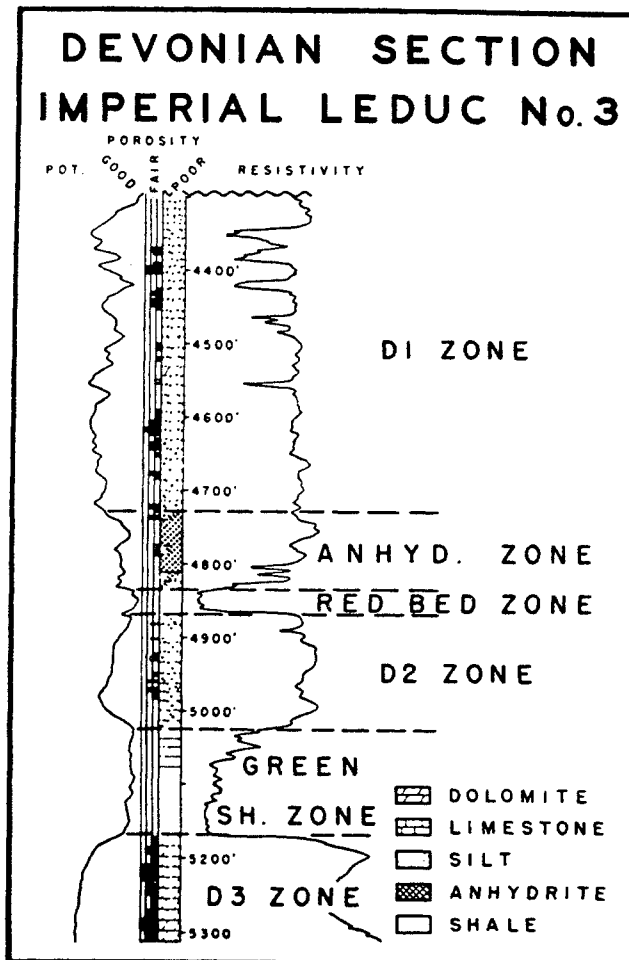 DEVONIAN SECTION
IMPERIAL LEDUC No. 3
POROSITY
POT. GOOD FAIR POOR RESISTIVITY
4400'
4500'
D1 ZONE
4600'
4700'
ANHYD. ZONE
4800'
RED BED ZONE
4900'
D2 ZONE
5000'
GREEN
SH. ZONE
DOLOMITE
LIMESTONE
SILT
ANHYDRITE
SHALE
5200'
D3 ZONE
5300